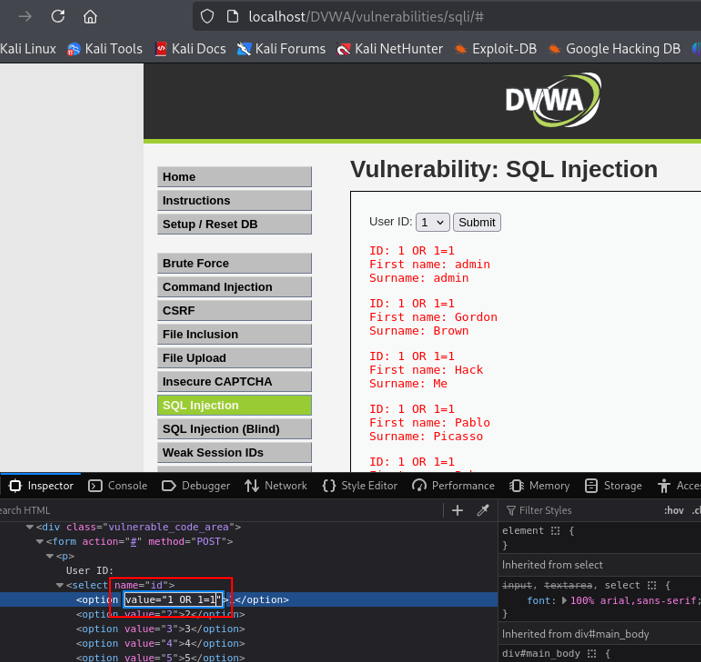 localhost/DVWA/vulnerabilities/sqli/#
Kali Linux Kali Tools Kali Docs Kali Forums Kali NetHunter Exploit-DB Google Hacking DB
DVWA
Home
Instructions
Setup / Reset DB
Brute Force
Command Injection
CSRF
File Inclusion
File Upload
Insecure CAPTCHA
SQL Injection
SQL Injection (Blind)
Weak Session IDs
Vulnerability: SQL Injection
User ID: 1 Submit
ID: 1 OR 1=1
First name: admin
Surname: admin
ID: 1 OR 1=1
First name: Gordon
Surname: Brown
ID: 1 OR 1=1
First name: Hack
Surname: Me
ID: 1 OR 1=1
First name: Pablo
Surname: Picasso
ID: 1 OR 1=1
Inspector Console Debugger Network Style Editor Performance Memory Storage
earch HTML
<div class="vulnerable_code_area">
<form action="#" method="POST">
<p>
User ID:
<select name="id">
<option value="1 OR 1=1"></option>
<option value="2">2</option>
<option value="3">3</option>
<option value="4">4</option>
<option value="5">5</option>
Filter Styles :hov
element {
}
Inherited from select
input, textarea, select {
font: 100% arial,sans-serif;
}
Inherited from div#main_body
div#main_body {